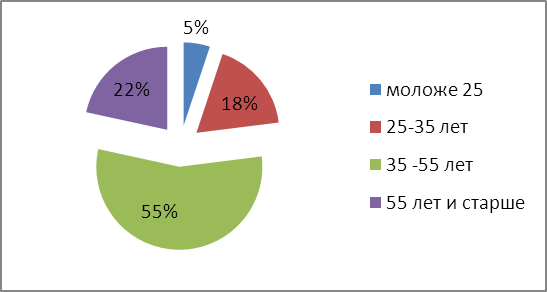 5%
18%
22%
55%
моложе 25
25-35 лет
35 -55 лет
55 лет и старше